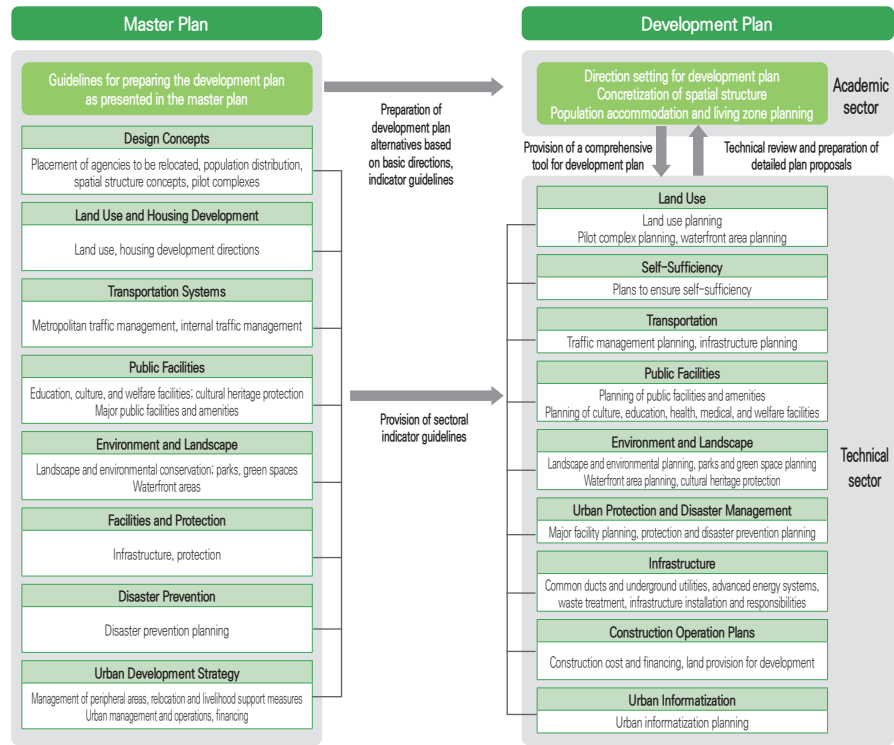 Master Plan
Guidelines for preparing the development plan
as presented in the master plan
Design Concepts
Placement of agencies to be relocated, population distribution,
spatial structure concepts, pilot complexes
Land Use and Housing Development
Land use, housing development directions
Transportation Systems
Metropolitan traffic management, internal traffic management
Public Facilities
Education, culture, and welfare facilities; cultural heritage protection
Major public facilities and amenities
Environment and Landscape
Landscape and environmental conservation; parks, green spaces
Waterfront areas
Facilities and Protection
Infrastructure, protection
Disaster Prevention
Disaster prevention planning
Urban Development Strategy
Management of peripheral areas, relocation and livelihood support measures
Urban management and operations, financing
Preparation of
development plan
alternatives based
on basic directions,
indicator guidelines
Provision of sectoral
indicator guidelines
Development Plan
Direction setting for development plan
Concretization of spatial structure
Population accommodation and living zone planning
Academic
sector
Provision of a comprehensive
tool for development plan
Technical review and preparation of
detailed plan proposals
Land Use
Land use planning
Pilot complex planning, waterfront area planning
Self-Sufficiency
Plans to ensure self-sufficiency
Transportation
Traffic management planning, infrastructure planning
Public Facilities
Planning of public facilities and amenities
Planning of culture, education, health, medical, and welfare facilities
Environment and Landscape
Landscape and environmental planning, parks and green space planning
Waterfront area planning, cultural heritage protection
Urban Protection and Disaster Management
Major facility planning, protection and disaster prevention planning
Infrastructure
Common ducts and underground utilities, advanced energy systems,
waste treatment, infrastructure installation and responsibilities
Construction Operation Plans
Construction cost and financing, land provision for development
Urban Informatization
Urban informatization planning
Technical
sector